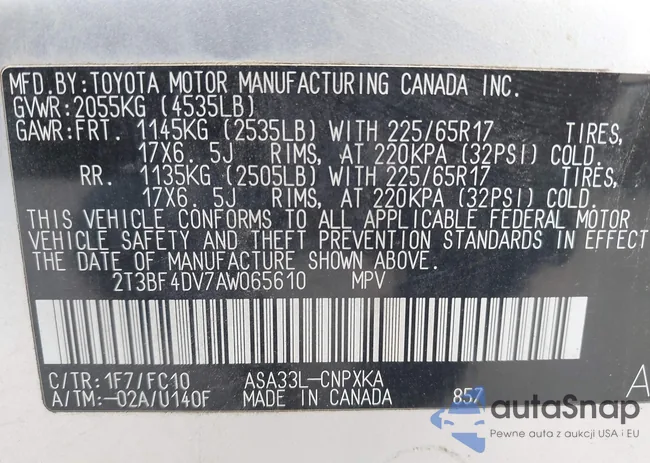 MFD.BY:TOYOTA MOTOR MANUFACTURING CANADA INC.
GVWR:2055KG (4535LB)
GAWR:FRT. 1145KG (2535LB) WITH 225/65R17 TIRES,
17X6. 5J RIMS, AT 220KPA (32PSI) COLD.
RR. 1135KG (2505LB) WITH 225/65R17 TIRES,
17X6. 5J RIMS, AT 220KPA (32PSI) COLD.
THIS VEHICLE CONFORMS TO ALL APPLICABLE FEDERAL MOTOR
VEHICLE SAFETY AND THEFT PREVENTION STANDARDS IN EFFECT
THE DATE OF MANUFACTURE SHOWN ABOVE.
2T3BF4DV7AW065610 MPV
C/TR:1F7/FC10 ASA33L-CNPXKA
A/TM:-02A/U140F MADE IN CANADA 857 A
autaSnap
Pewne auta z aukcji USA i EU